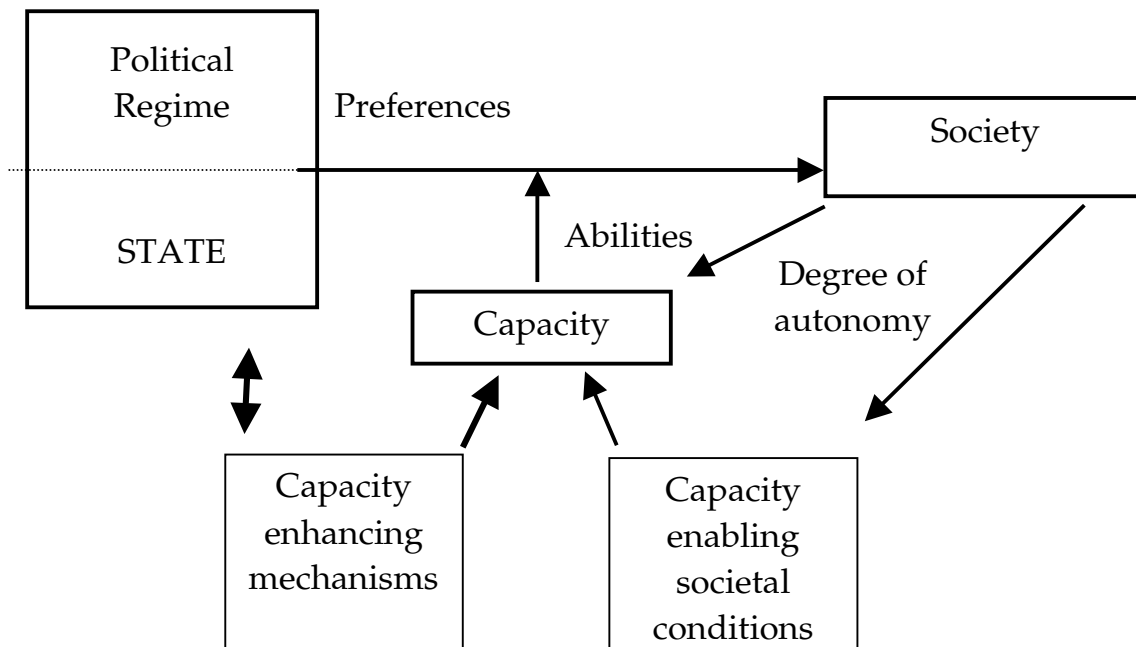 Political
Regime
Preferences
Society
STATE
Abilities
Degree of
autonomy
Capacity
Capacity
enhancing
mechanisms
Capacity
enabling
societal
conditions